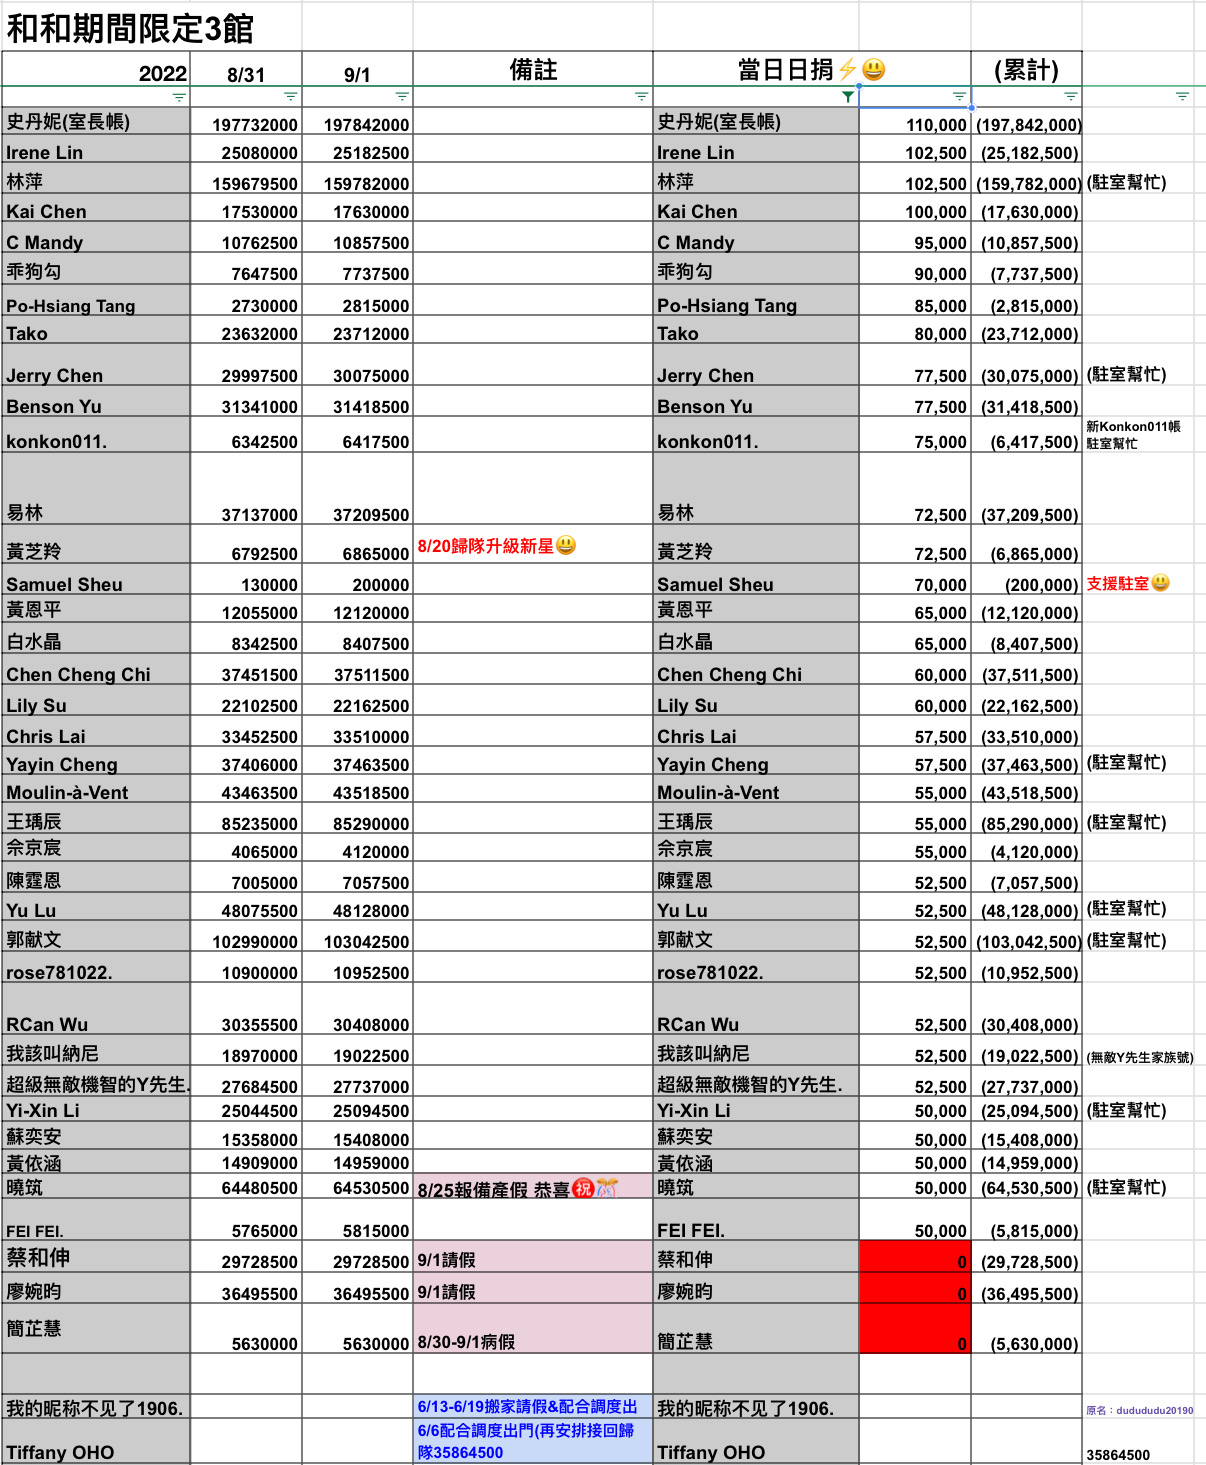 和和期間限定3館
2022 8/31 9/1 備註 當日日捐⚡😃 (累計)
史丹妮(室長帳) 197732000 197842000 史丹妮(室長帳) 110,000 (197,842,000)
Irene Lin 25080000 25182500 Irene Lin 102,500 (25,182,500)
林萍 159679500 159782000 林萍 102,500 (159,782,000) (駐室幫忙)
Kai Chen 17530000 17630000 Kai Chen 100,000 (17,630,000)
C Mandy 10762500 10857500 C Mandy 95,000 (10,857,500)
乖狗勾 7647500 7737500 乖狗勾 90,000 (7,737,500)
Po-Hsiang Tang 2730000 2815000 Po-Hsiang Tang 85,000 (2,815,000)
Tako 23632000 23712000 Tako 80,000 (23,712,000)
Jerry Chen 29997500 30075000 Jerry Chen 77,500 (30,075,000) (駐室幫忙)
Benson Yu 31341000 31418500 Benson Yu 77,500 (31,418,500)
新Konkon011帳
konkon011. 6342500 6417500 konkon011. 75,000 (6,417,500) 駐室幫忙
易林 37137000 37209500 易林 72,500 (37,209,500)
黃芝羚 6792500 6865000 8/20歸隊升級新星😃 黃芝羚 72,500 (6,865,000)
Samuel Sheu 130000 200000 Samuel Sheu 70,000 (200,000) 支援駐室😃
黃恩平 12055000 12120000 黃恩平 65,000 (12,120,000)
白水晶 8342500 8407500 白水晶 65,000 (8,407,500)
Chen Cheng Chi 37451500 37511500 Chen Cheng Chi 60,000 (37,511,500)
Lily Su 22102500 22162500 Lily Su 60,000 (22,162,500)
Chris Lai 33452500 33510000 Chris Lai 57,500 (33,510,000)
Yayin Cheng 37406000 37463500 Yayin Cheng 57,500 (37,463,500) (駐室幫忙)
Moulin-à-Vent 43463500 43518500 Moulin-à-Vent 55,000 (43,518,500)
王瑀辰 85235000 85290000 王瑀辰 55,000 (85,290,000) (駐室幫忙)
佘京宸 4065000 4120000 佘京宸 55,000 (4,120,000)
陳霆恩 7005000 7057500 陳霆恩 52,500 (7,057,500)
Yu Lu 48075500 48128000 Yu Lu 52,500 (48,128,000) (駐室幫忙)
郭献文 102990000 103042500 郭献文 52,500 (103,042,500) (駐室幫忙)
rose781022. 10900000 10952500 rose781022. 52,500 (10,952,500)
RCan Wu 30355500 30408000 RCan Wu 52,500 (30,408,000)
我該叫納尼 18970000 19022500 我該叫納尼 52,500 (19,022,500) (無敵Y先生家族號)
超級無敵機智的Y先生. 27684500 27737000 超級無敵機智的Y先生. 52,500 (27,737,000)
Yi-Xin Li 25044500 25094500 Yi-Xin Li 50,000 (25,094,500) (駐室幫忙)
蘇奕安 15358000 15408000 蘇奕安 50,000 (15,408,000)
黃依涵 14909000 14959000 黃依涵 50,000 (14,959,000)
曉筑 64480500 64530500 8/25報備產假 恭喜㊗️🎊 曉筑 50,000 (64,530,500) (駐室幫忙)
FEI FEI. 5765000 5815000 FEI FEI. 50,000 (5,815,000)
蔡和伸 29728500 29728500 9/1請假 蔡和伸 0 (29,728,500)
廖婉昀 36495500 36495500 9/1請假 廖婉昀 0 (36,495,500)
簡芷慧 5630000 5630000 8/30-9/1病假 簡芷慧 0 (5,630,000)
我的昵称不见了1906. 6/13-6/19搬家請假&配合調度出 我的昵称不见了1906. 原名：dudududu20190
6/6配合調度出門(再安排接回歸
Tiffany OHO 隊35864500 Tiffany OHO 35864500